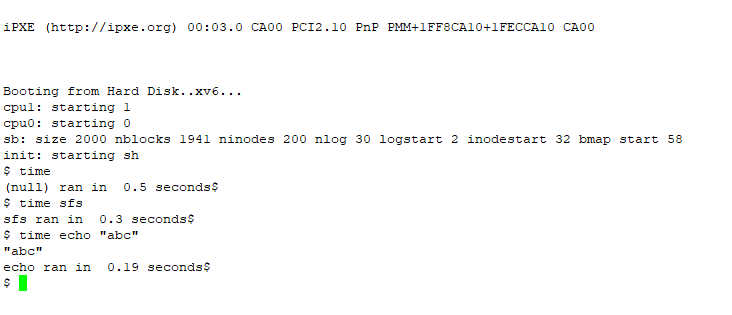 iPXE (http://ipxe.org) 00:03.0 CA00 PCI2.10 PnP PMM+1FF8CA10+1FECCA10 CA00
Booting from Hard Disk..xv6...
cpu1: starting 1
cpu0: starting 0
sb: size 2000 nblocks 1941 ninodes 200 nlog 30 logstart 2 inodestart 32 bmap start 58
init: starting sh
$ time
(null) ran in  0.5 seconds$
$ time sfs
sfs ran in  0.3 seconds$
$ time echo "abc"
"abc"
echo ran in  0.19 seconds$
$